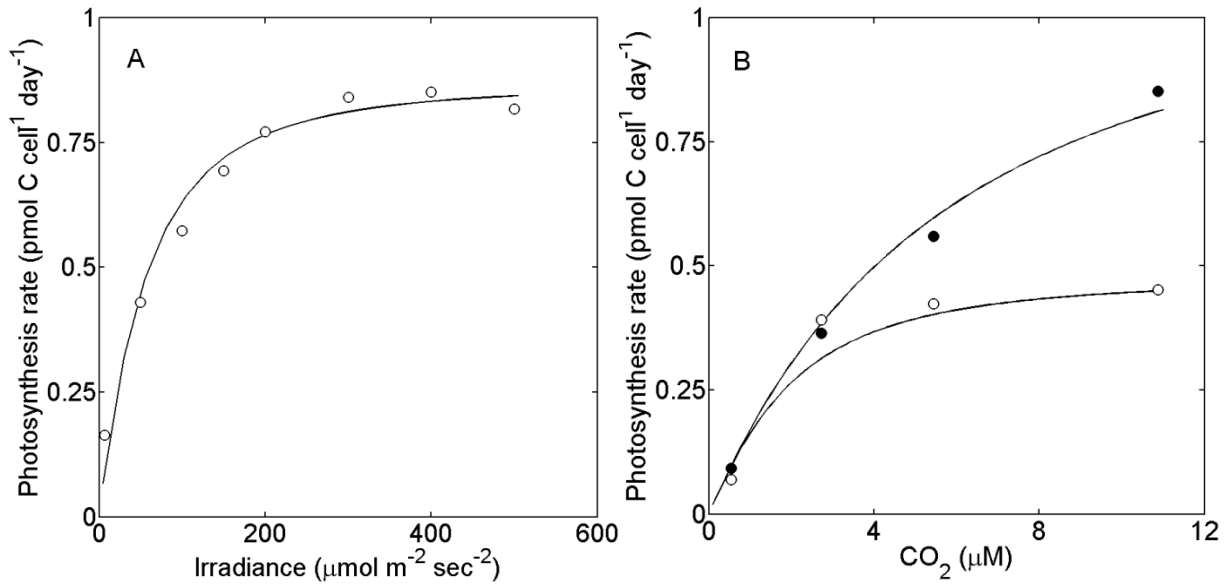 A
Photosynthesis rate (pmol C cell⁻¹ day⁻¹)
1
0.75
0.5
0.25
0
0 200 400 600
Irradiance (μmol m⁻² sec⁻²)
B
Photosynthesis rate (pmol C cell⁻¹ day⁻¹)
1
0.75
0.5
0.25
0
0 4 8 12
CO₂ (μM)